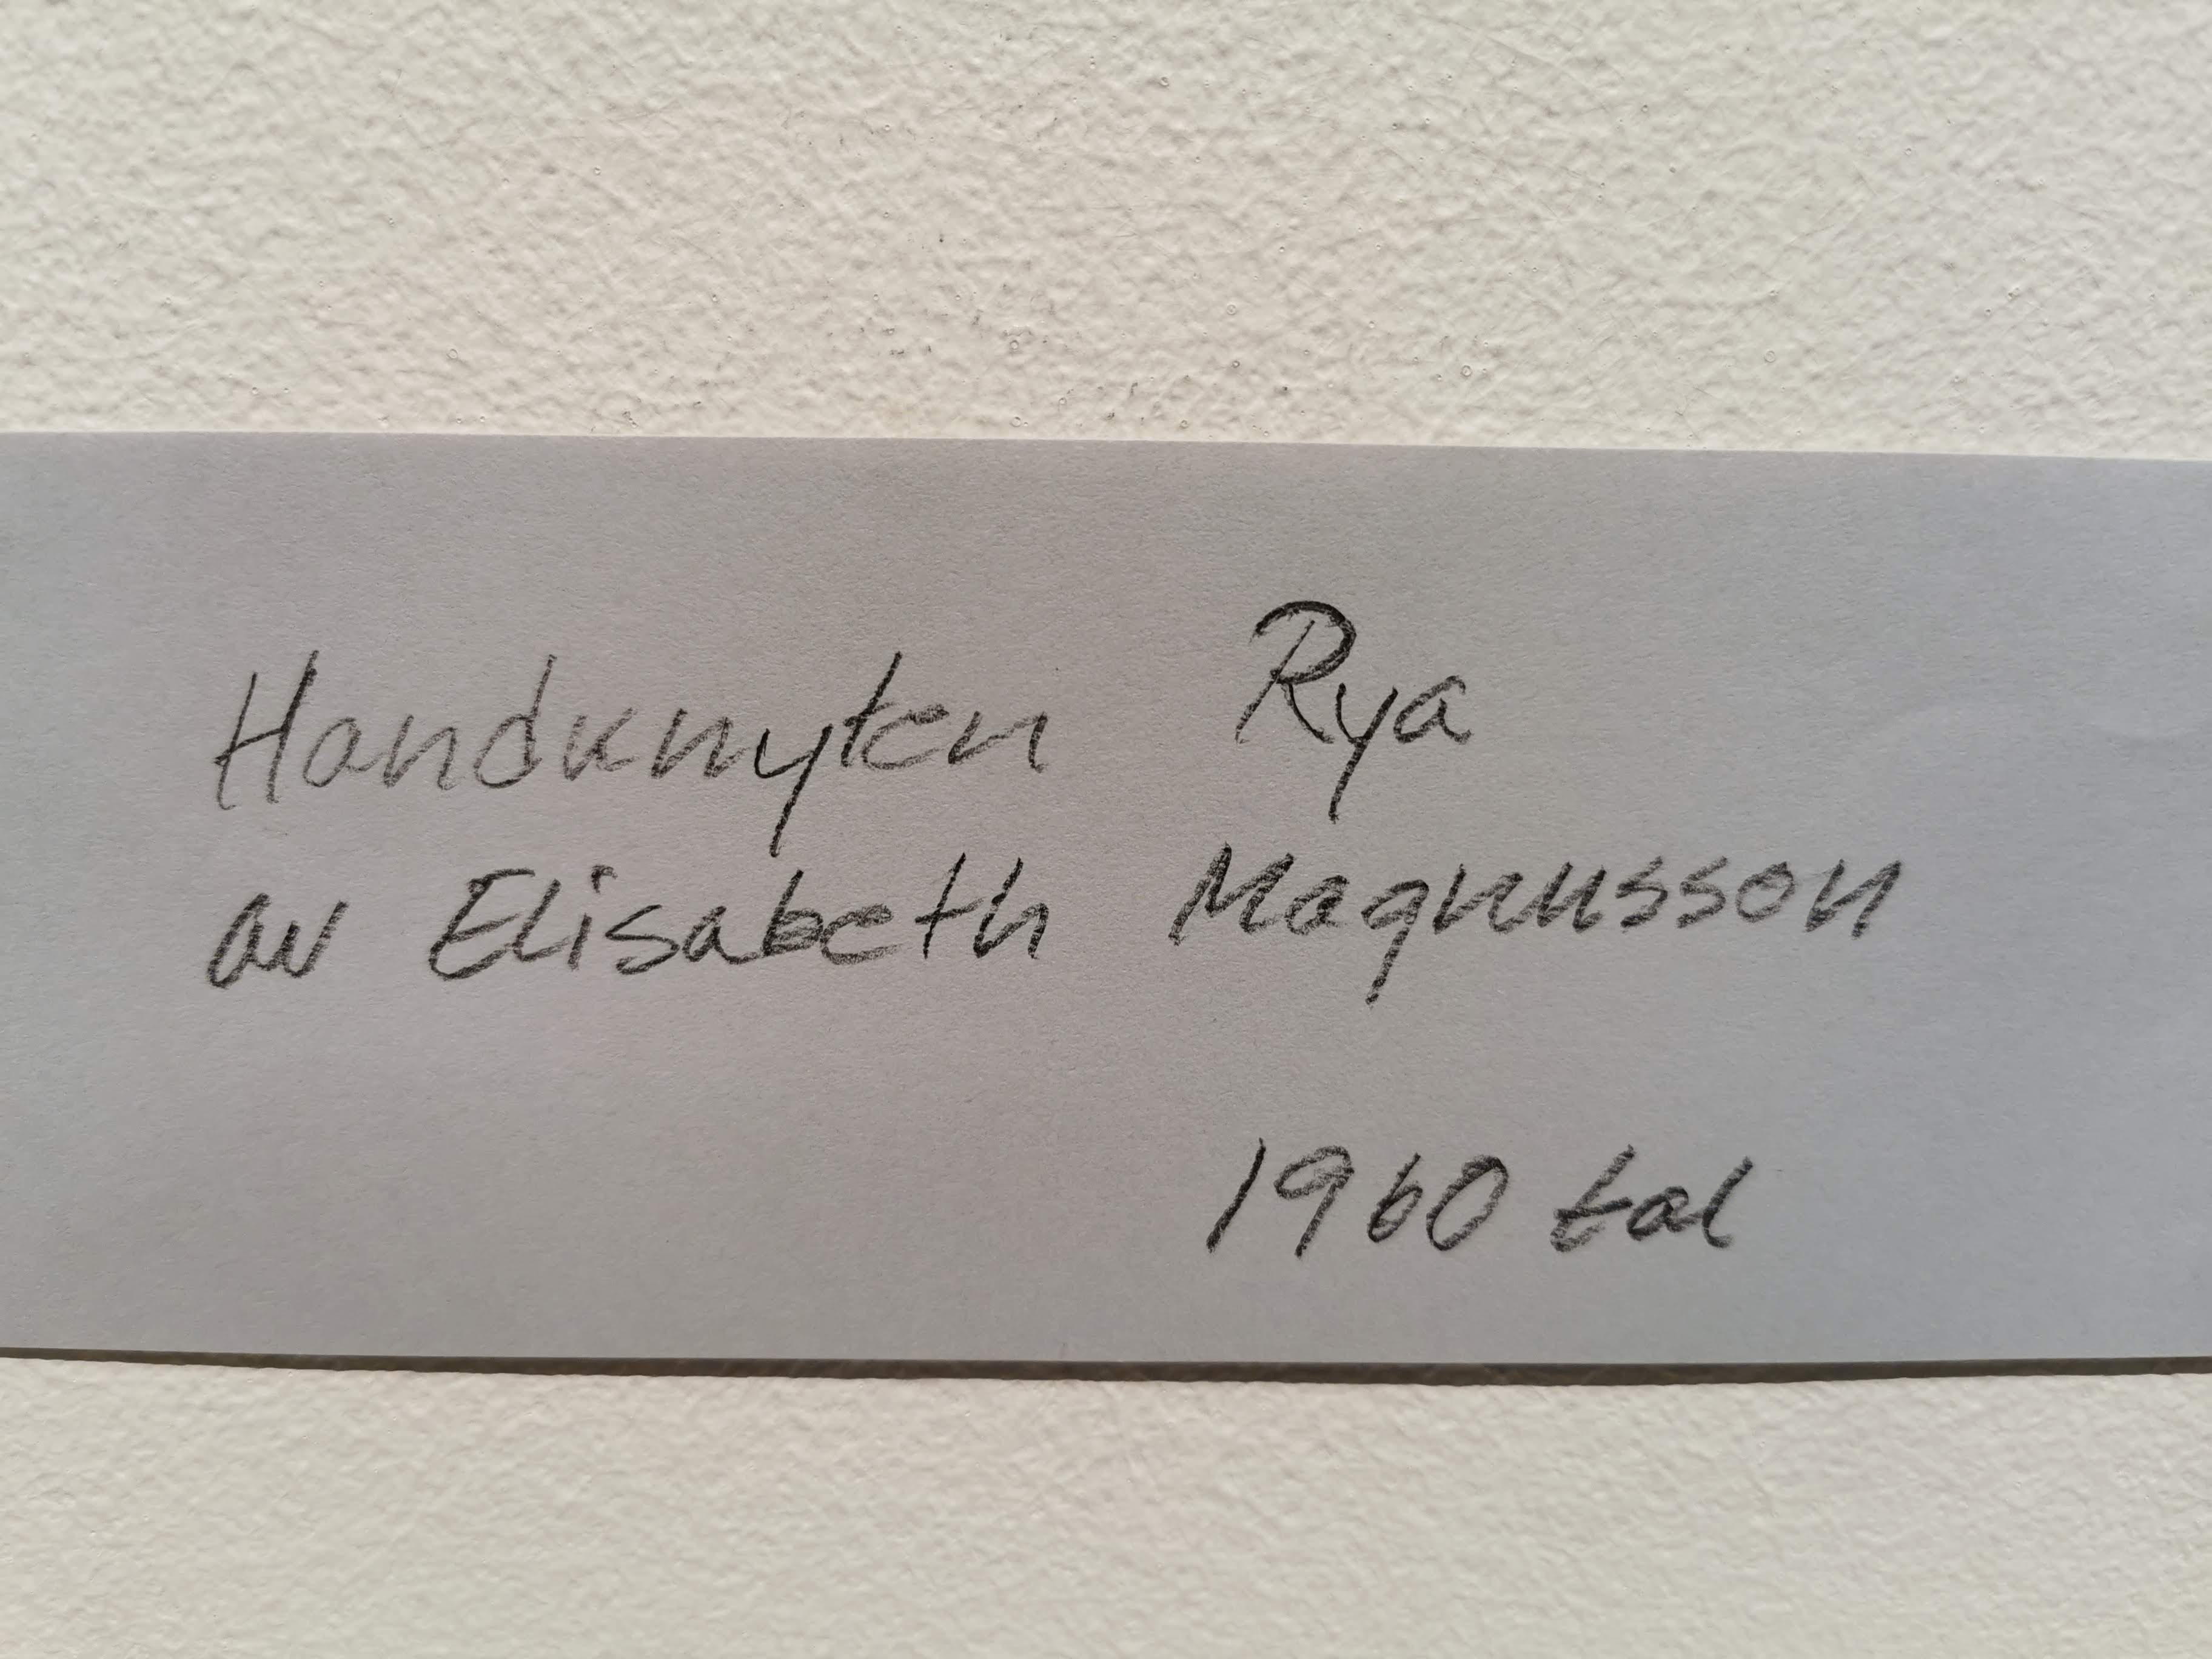 Handknyten Rya
av Elisabeth Magnusson
1960 tal